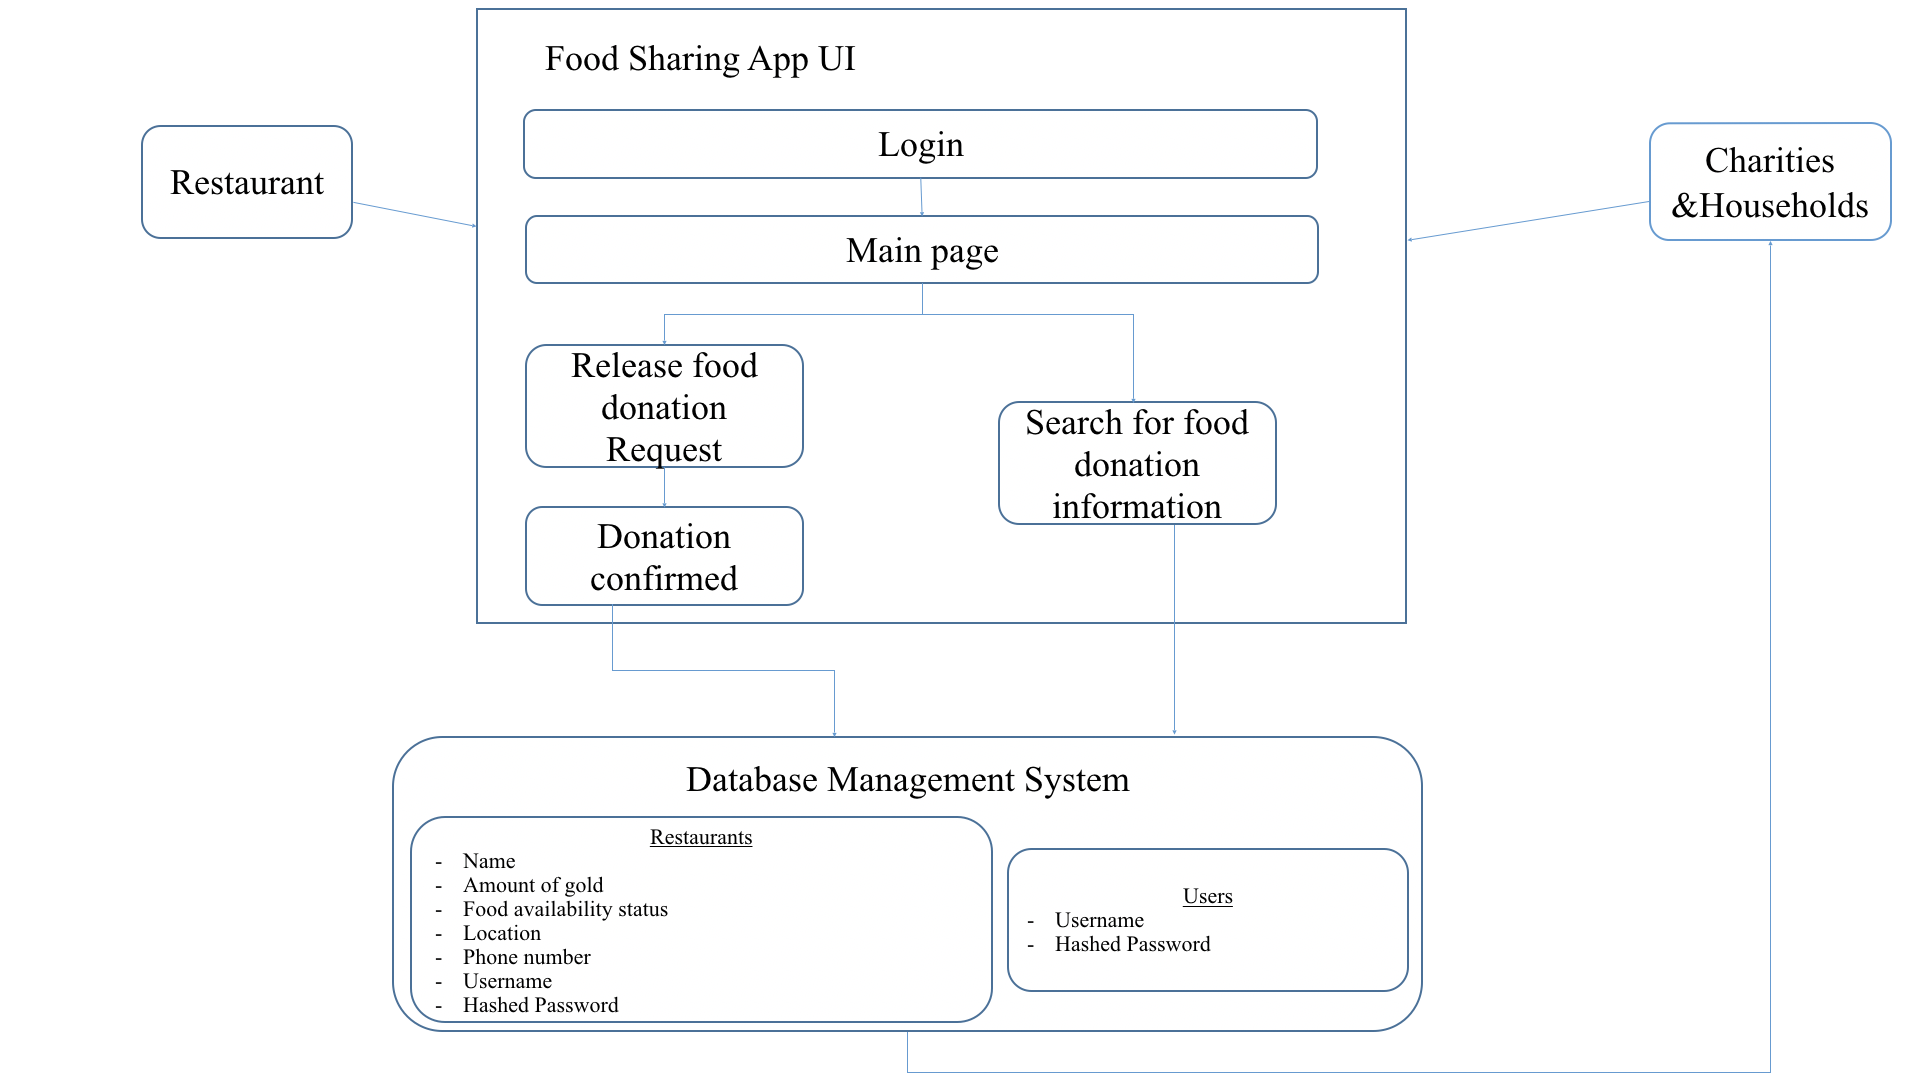 Food Sharing App UI
Login
Restaurant
Charities
&Households
Main page
Release food
donation
Request
Search for food
donation
information
Donation
confirmed
Database Management System
Restaurants
- Name
- Amount of gold
- Food availability status
- Location
- Phone number
- Username
- Hashed Password
Users
- Username
- Hashed Password